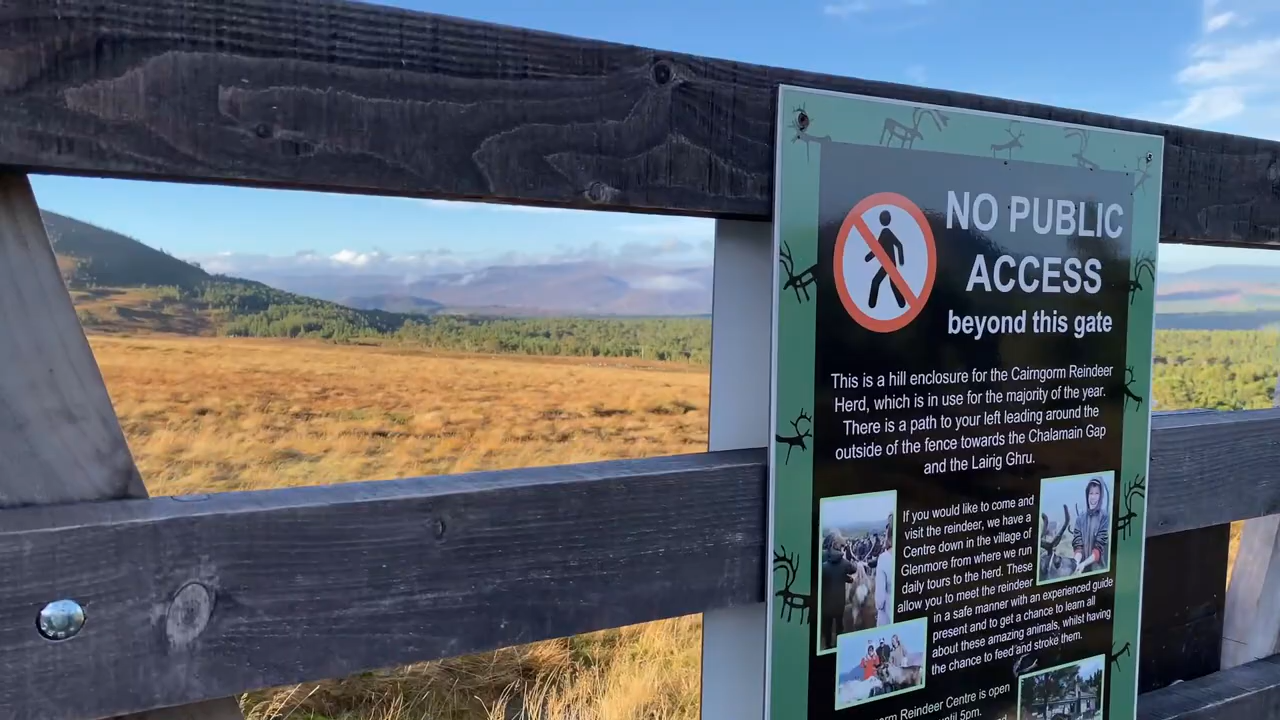 NO PUBLIC
ACCESS
beyond this gate
This is a hill enclosure for the Cairngorm Reindeer
Herd, which is in use for the majority of the year.
There is a path to your left leading around the
outside of the fence towards the Chalamain Gap
and the Lairig Ghru.
If you would like to come and
visit the reindeer, we have a
Centre down in the village of
Glenmore from where we run
daily tours to the herd. These
allow you to meet the reindeer
in a safe manner with an experienced guide
present and to get a chance to learn all
about these amazing animals, whilst having
the chance to feed and stroke them.
Reindeer Centre is open
until 5pm.